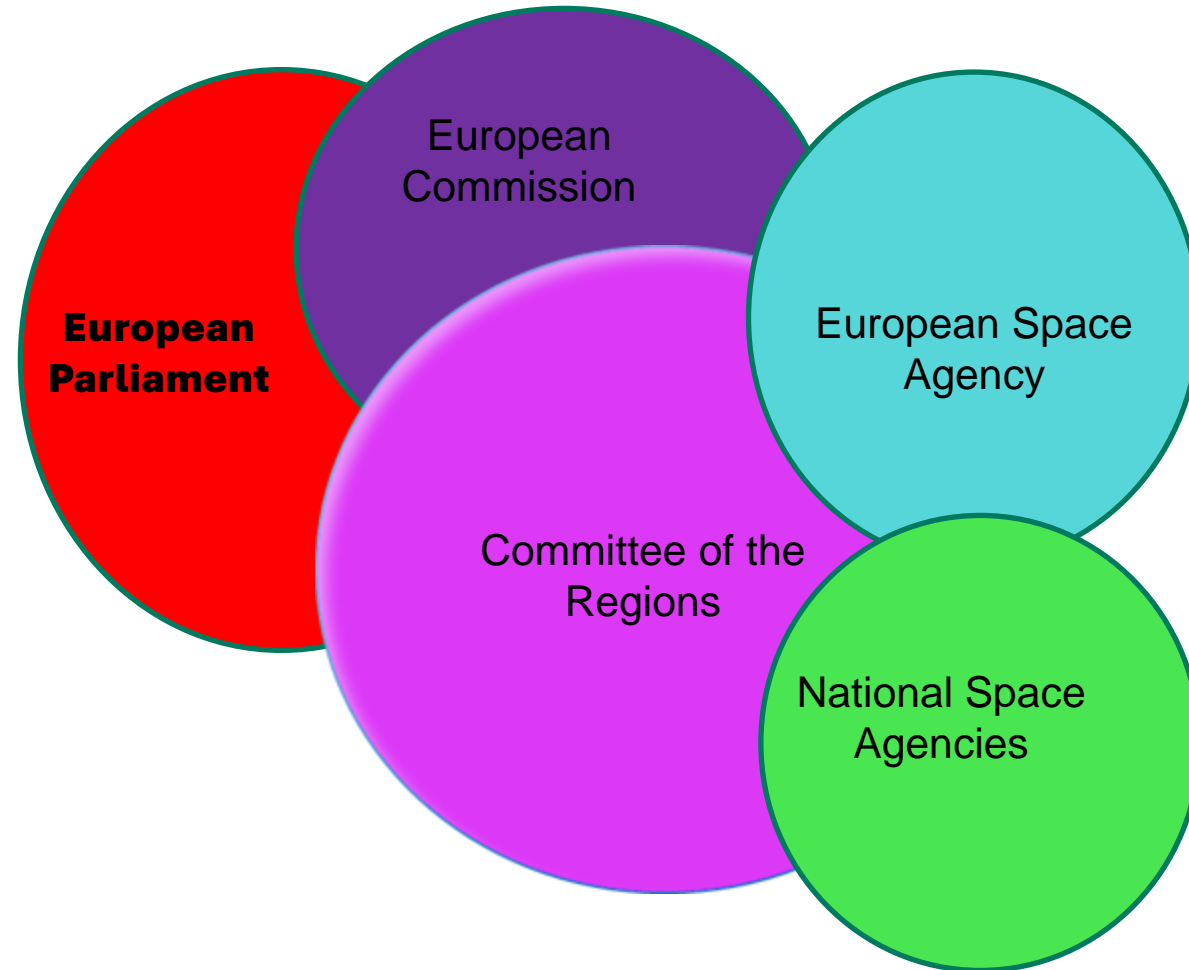 European
Commission
European
Parliament
European Space
Agency
Committee of the
Regions
National Space
Agencies